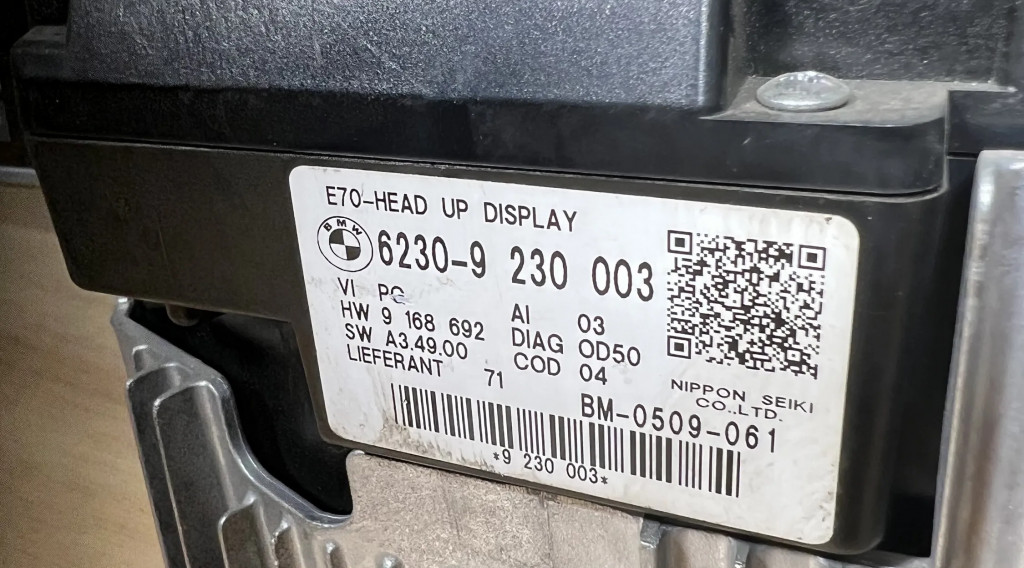 E70-HEAD UP DISPLAY
BMW
6230-9 230 003
VI PG
HW 9 168 692
SW A3.49.00
LIEFERANT 71
AI 03
DIAG 0D50
COD 04
NIPPON SEIKI
CO.,LTD.
BM-0509-061
*9 230 003*